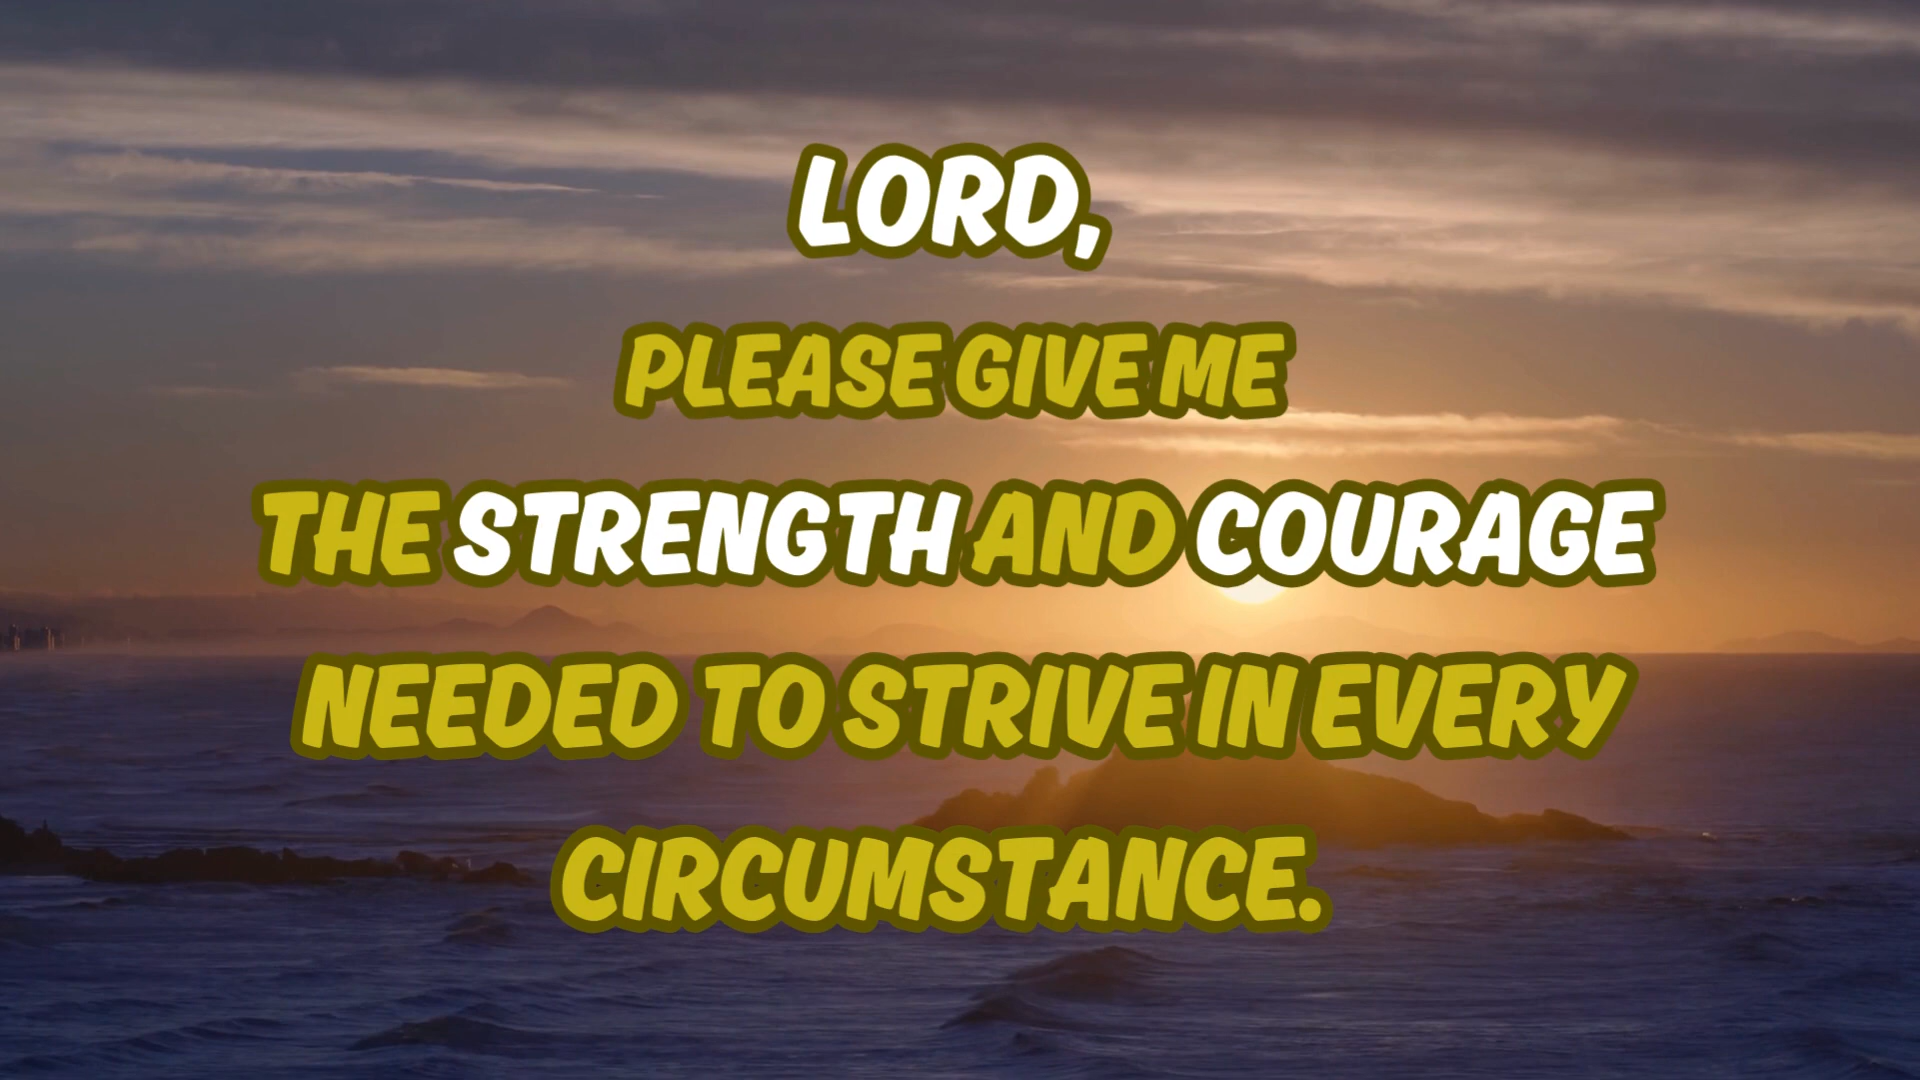 LORD,
PLEASE GIVE ME
THE STRENGTH AND COURAGE
NEEDED TO STRIVE IN EVERY
CIRCUMSTANCE.